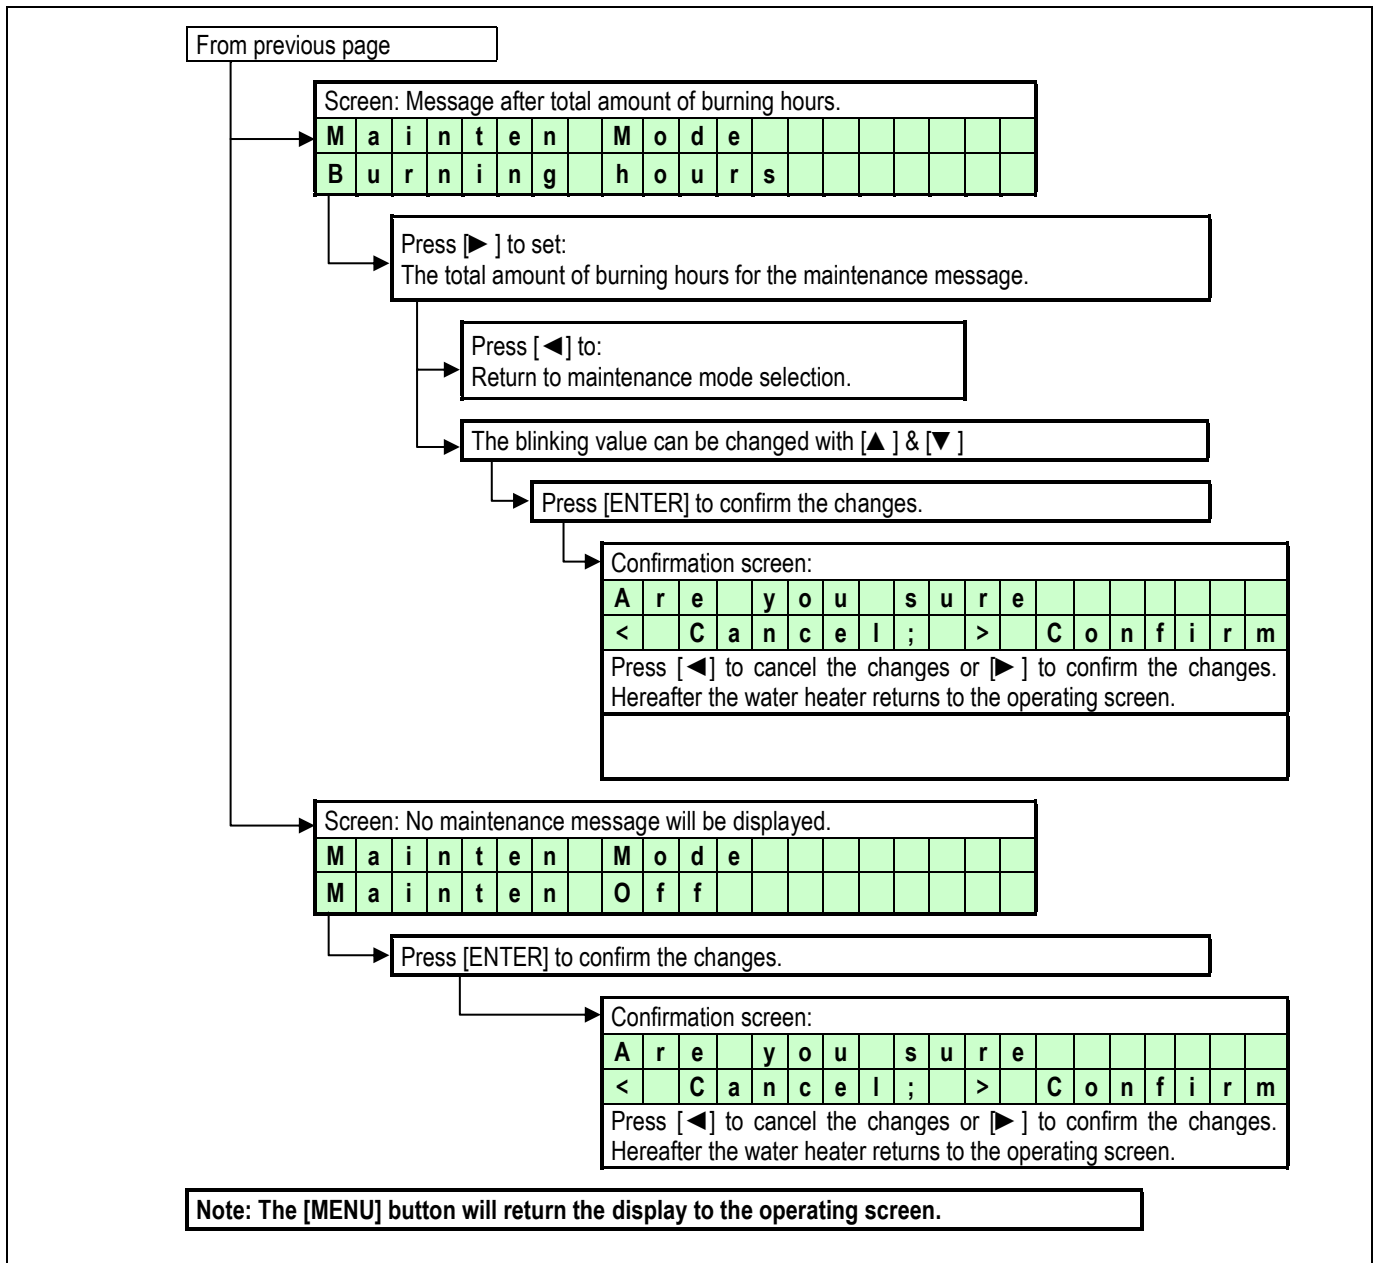 From previous page
Screen: Message after total amount of burning hours.
Mainten Mode
Burning hours
Press [► ] to set:
The total amount of burning hours for the maintenance message.
Press [ ◄] to:
Return to maintenance mode selection.
The blinking value can be changed with [▲ ] & [▼ ]
Press [ENTER] to confirm the changes.
Confirmation screen:
Are you sure
< Cancel; > Confirm
Press [ ◄] to cancel the changes or [► ] to confirm the changes.
Hereafter the water heater returns to the operating screen.
Screen: No maintenance message will be displayed.
Mainten Mode
Mainten Off
Press [ENTER] to confirm the changes.
Confirmation screen:
Are you sure
< Cancel; > Confirm
Press [ ◄] to cancel the changes or [► ] to confirm the changes.
Hereafter the water heater returns to the operating screen.
Note: The [MENU] button will return the display to the operating screen.